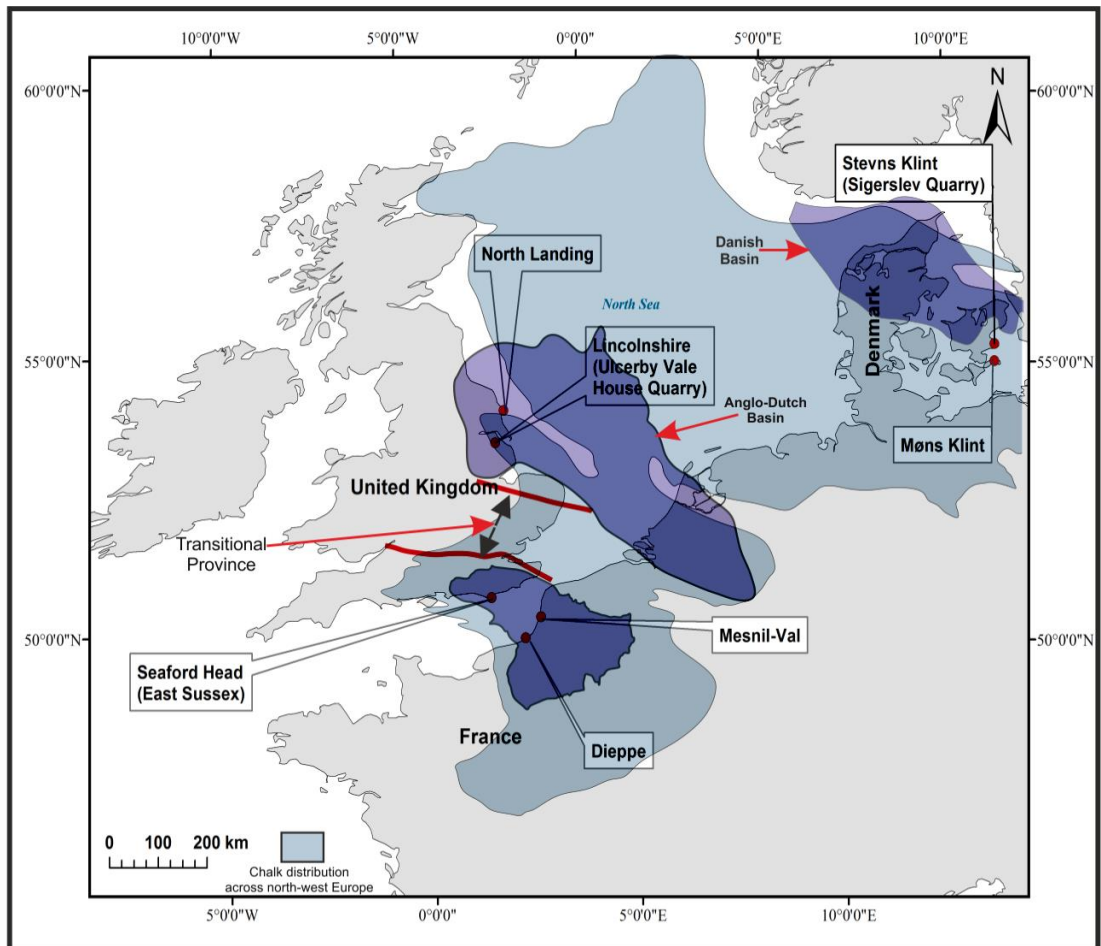 10°0'0"W
5°0'0"W
0°0'0"
5°0'0"E
10°0'0"E
60°0'0"N
60°0'0"N
N
Stevns Klint
(Sigerslev Quarry)
North Landing
Danish
Basin
North Sea
Denmark
Lincolnshire
(Ulcerby Vale
House Quarry)
55°0'0"N
55°0'0"N
Anglo-Dutch
Basin
Møns Klint
United Kingdom
Transitional
Province
50°0'0"N
50°0'0"N
Mesnil-Val
Seaford Head
(East Sussex)
France
Dieppe
0 100 200 km
Chalk distribution
across north-west Europe
5°0'0"W
0°0'0"
5°0'0"E
10°0'0"E